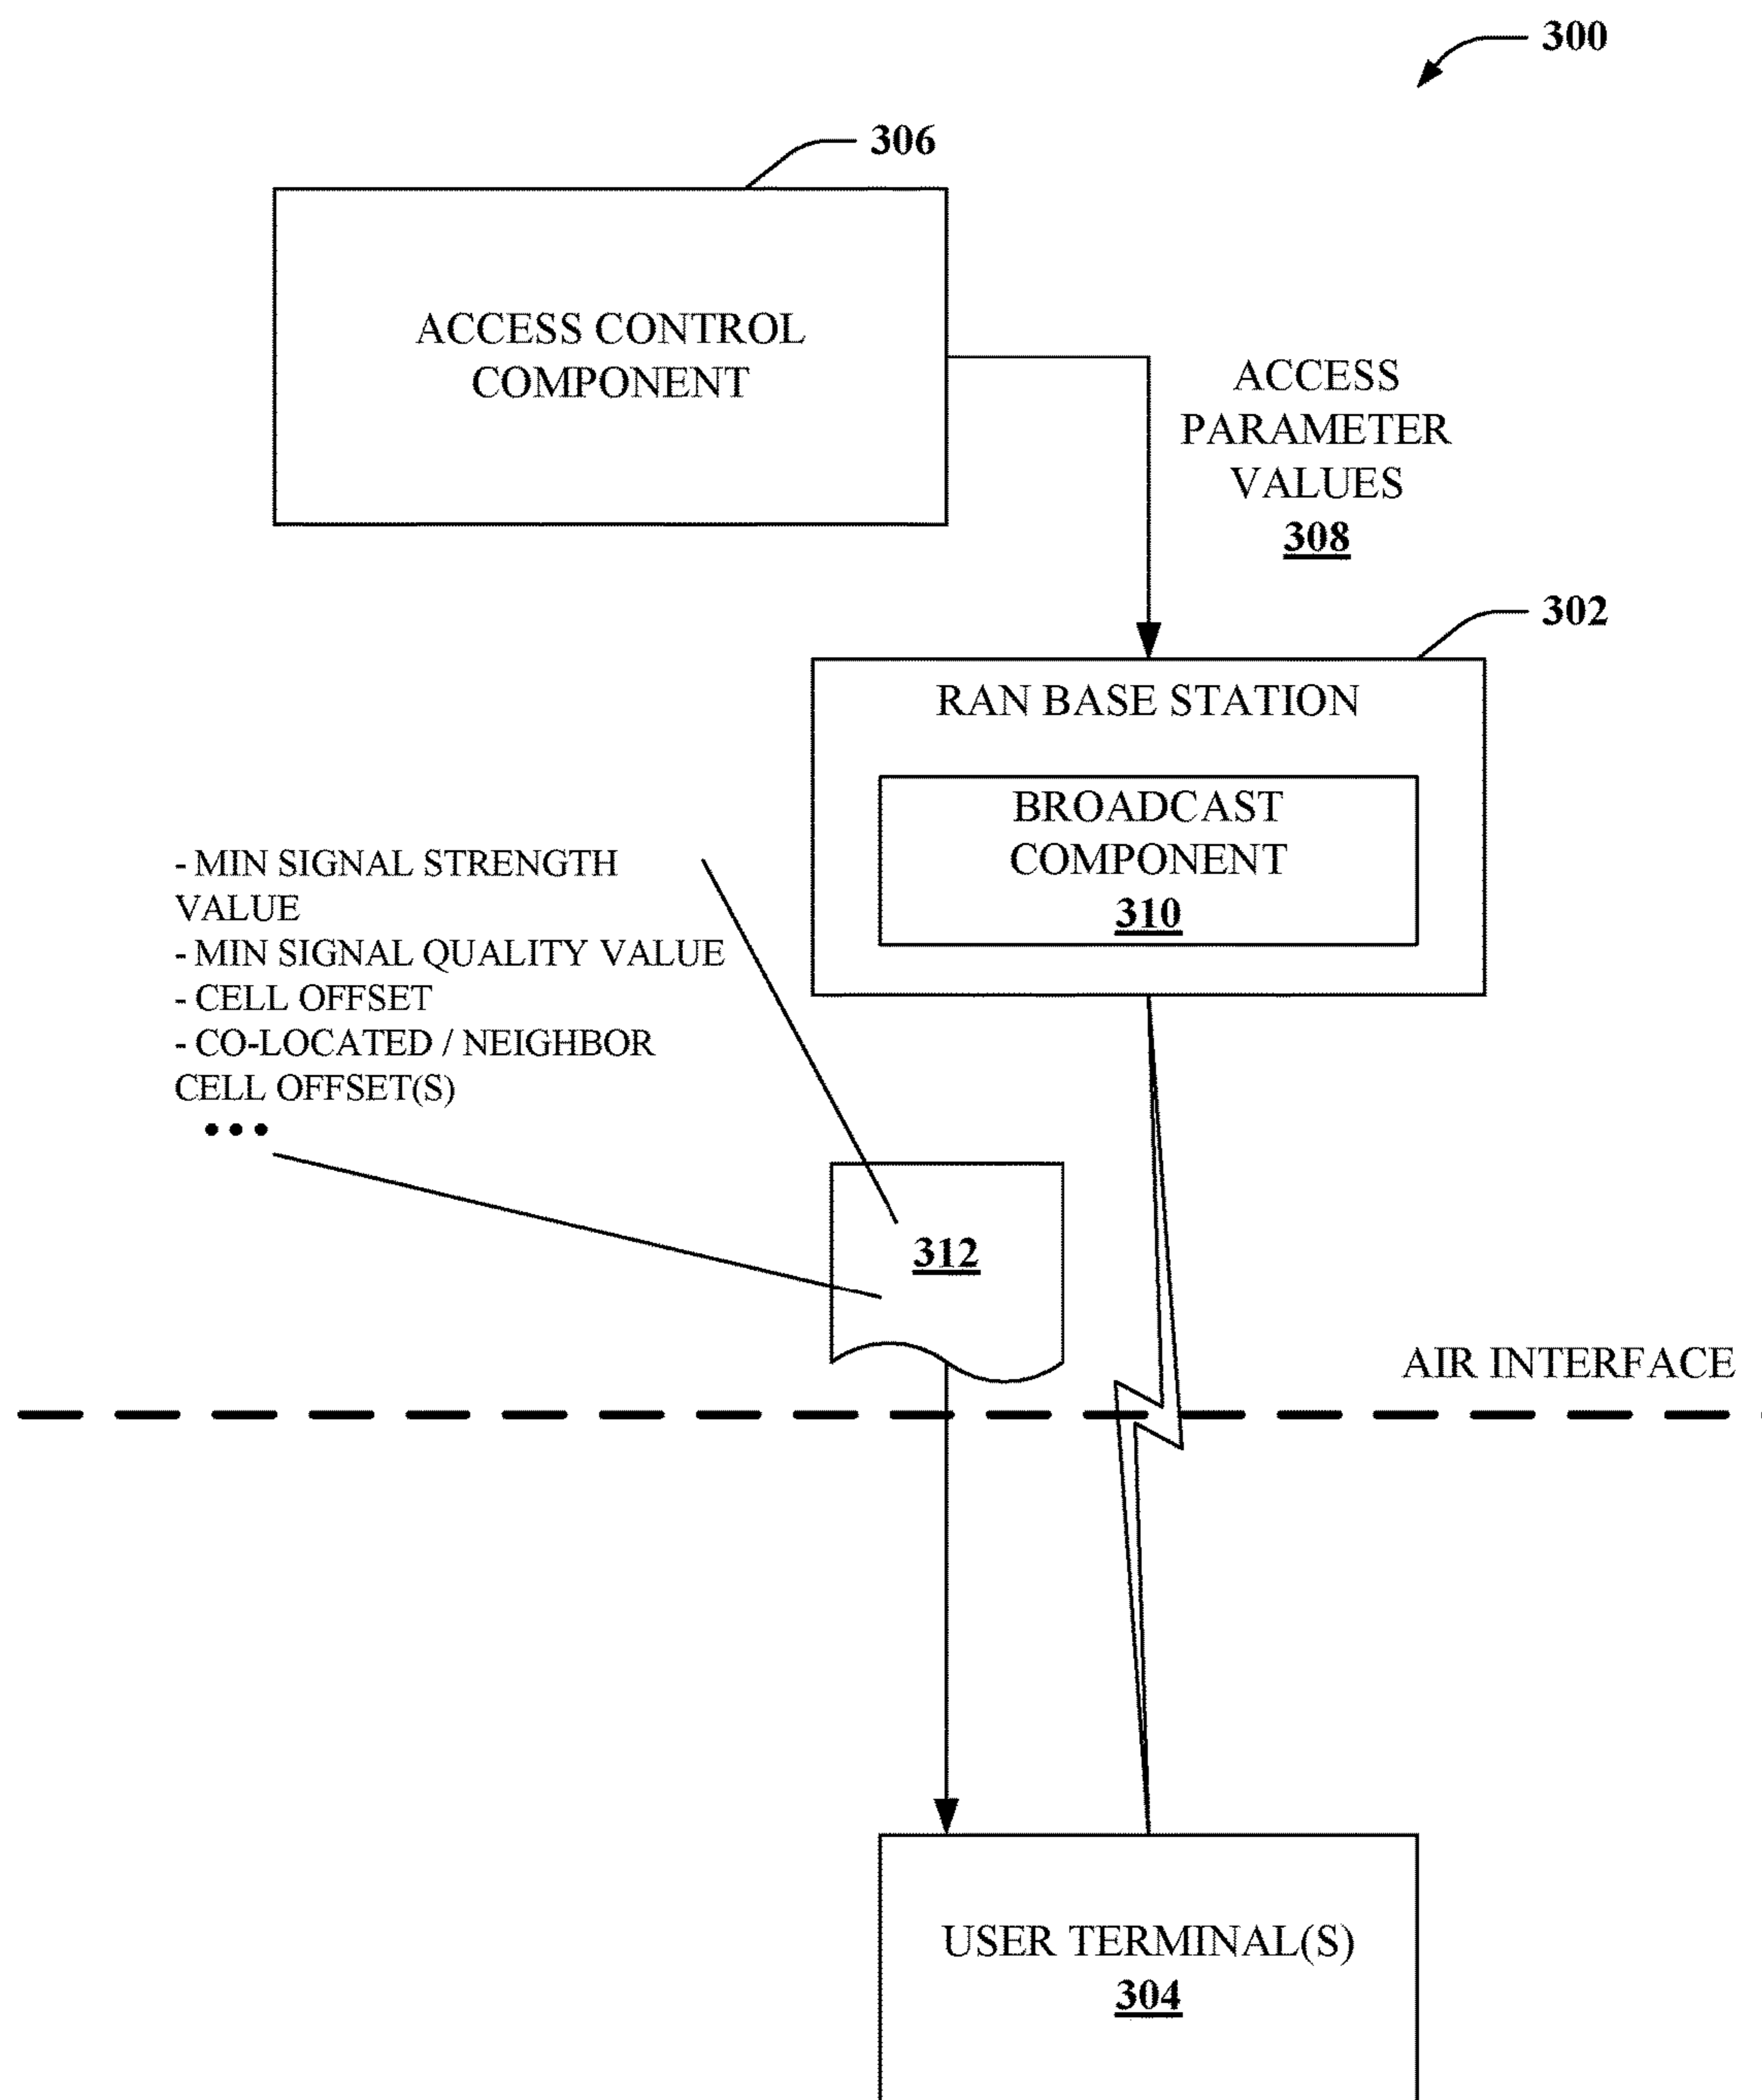 300
306
ACCESS CONTROL
COMPONENT
ACCESS
PARAMETER
VALUES
308
302
RAN BASE STATION
BROADCAST
COMPONENT
310
- MIN SIGNAL STRENGTH
VALUE
- MIN SIGNAL QUALITY VALUE
- CELL OFFSET
- CO-LOCATED / NEIGHBOR
CELL OFFSET(S)
•••
312
AIR INTERFACE
USER TERMINAL(S)
304